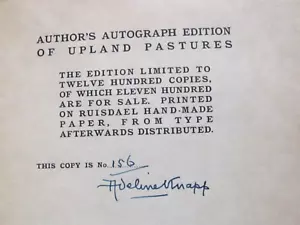 AUTHOR'S AUTOGRAPH EDITION
OF UPLAND PASTURES
THE EDITION LIMITED TO
TWELVE HUNDRED COPIES,
OF WHICH ELEVEN HUNDRED
ARE FOR SALE. PRINTED
ON RUISDAEL HAND-MADE
PAPER, FROM TYPE
AFTERWARDS DISTRIBUTED.
THIS COPY IS No. 156
Adeline Knapp